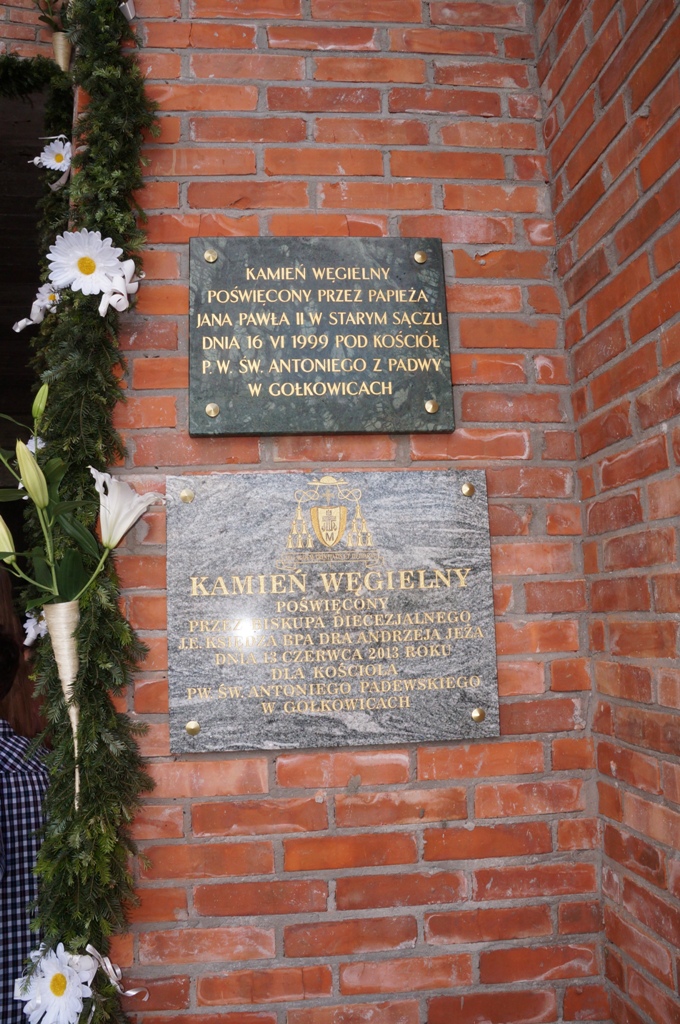 KAMIEŃ WĘGIELNY
POŚWIĘCONY PRZEZ PAPIEŻA
JANA PAWŁA II W STARYM SĄCZU
DNIA 16 VI 1999 POD KOŚCIÓŁ
P. W. ŚW. ANTONIEGO Z PADWY
W GOŁKOWICACH
KAMIEŃ WĘGIELNY
POŚWIĘCONY
PRZEZ BISKUPA DIECEZJALNEGO
J.E. KSIĘDZA BPA DRA ANDRZEJA JEŻA
DNIA 13 CZERWCA 2013 ROKU
DLA KOŚCIOŁA
PW. ŚW. ANTONIEGO PADEWSKIEGO
W GOŁKOWICACH